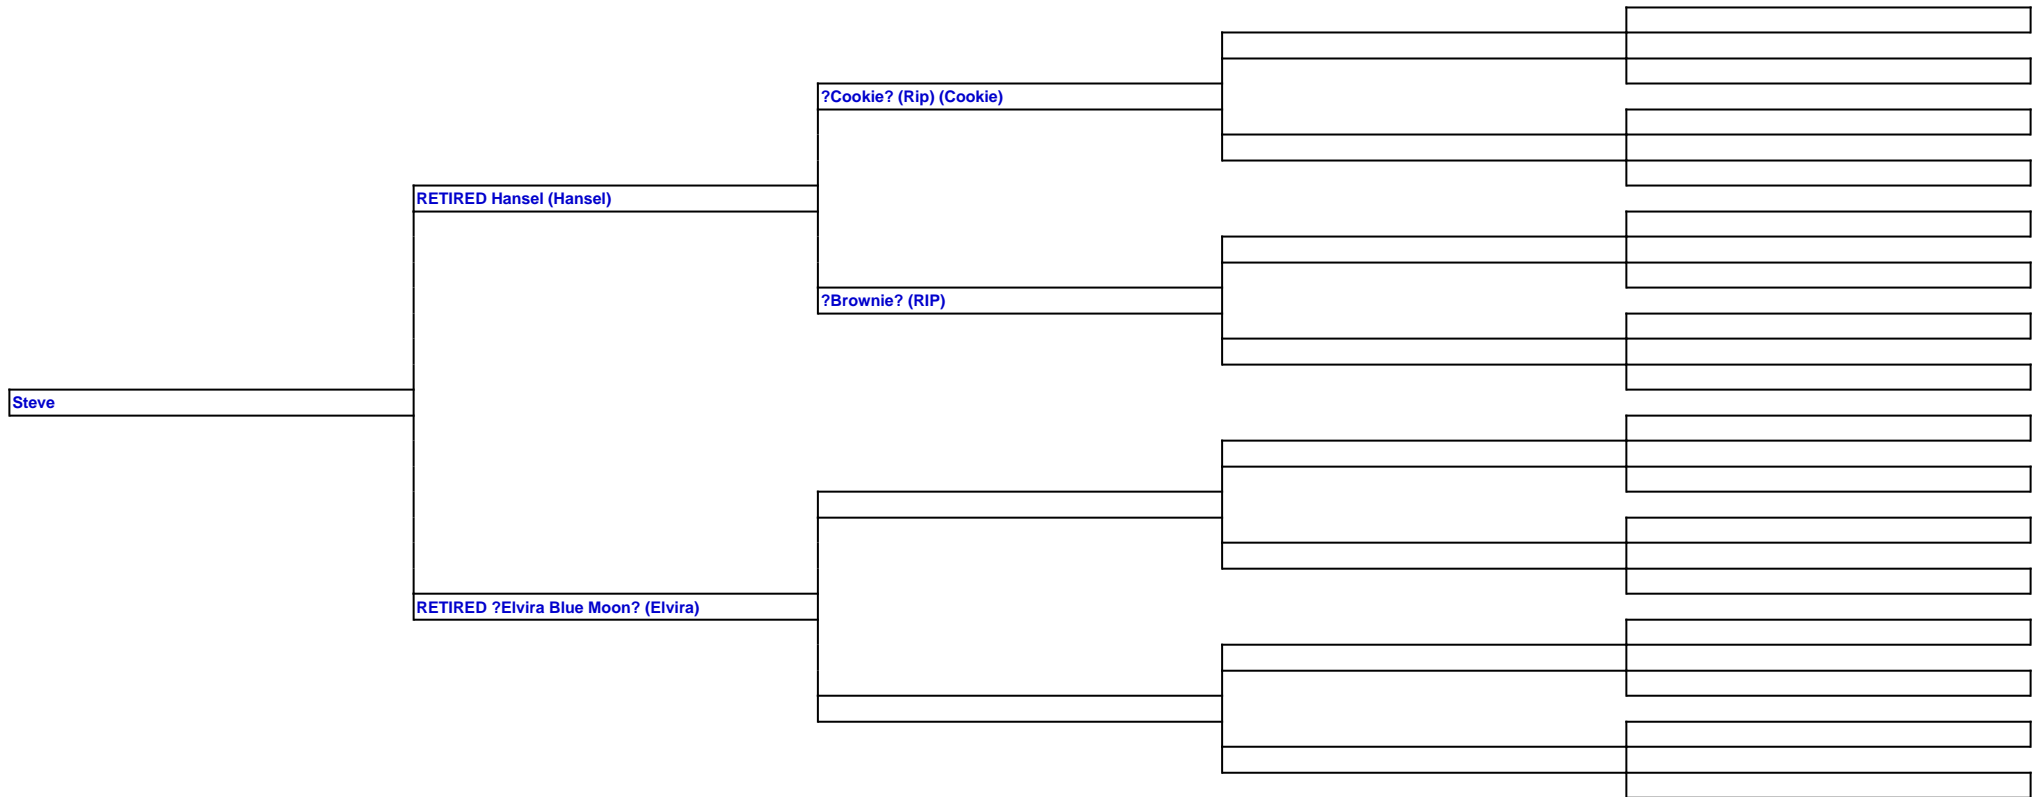 ?Cookie? (Rip) (Cookie)
RETIRED Hansel (Hansel)
?Brownie? (RIP)
Steve
RETIRED ?Elvira Blue Moon? (Elvira)